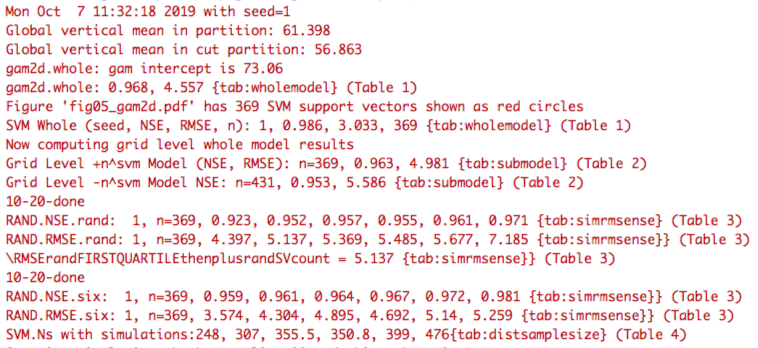 Mon Oct  7 11:32:18 2019 with seed=1
Global vertical mean in partition: 61.398
Global vertical mean in cut partition: 56.863
gam2d.whole: gam intercept is 73.06
gam2d.whole: 0.968, 4.557 {tab:wholemodel} (Table 1)
Figure 'fig05_gam2d.pdf' has 369 SVM support vectors shown as red circles
SVM Whole (seed, NSE, RMSE, n): 1, 0.986, 3.033, 369 {tab:wholemodel} (Table 1)
Now computing grid level whole model results
Grid Level +n^svm Model (NSE, RMSE): n=369, 0.963, 4.981 {tab:submodel} (Table 2)
Grid Level -n^svm Model NSE: n=431, 0.953, 5.586 {tab:submodel} (Table 2)
10-20-done
RAND.NSE.rand:  1, n=369, 0.923, 0.952, 0.957, 0.955, 0.961, 0.971 {tab:simrmsense} (Table 3)
RAND.RMSE.rand: 1, n=369, 4.397, 5.137, 5.369, 5.485, 5.677, 7.185 {tab:simrmsense}} (Table 3)
\RMSErandFIRSTQUARTILEthenplusrandSVcount = 5.137 {tab:simrmsense}} (Table 3)
10-20-done
RAND.NSE.six:  1, n=369, 0.959, 0.961, 0.964, 0.967, 0.972, 0.981 {tab:simrmsense}} (Table 3)
RAND.RMSE.six: 1, n=369, 3.574, 4.304, 4.895, 4.692, 5.14, 5.259 {tab:simrmsense}} (Table 3)
SVM.Ns with simulations:248, 307, 355.5, 350.8, 399, 476{tab:distsamplesize} (Table 4)